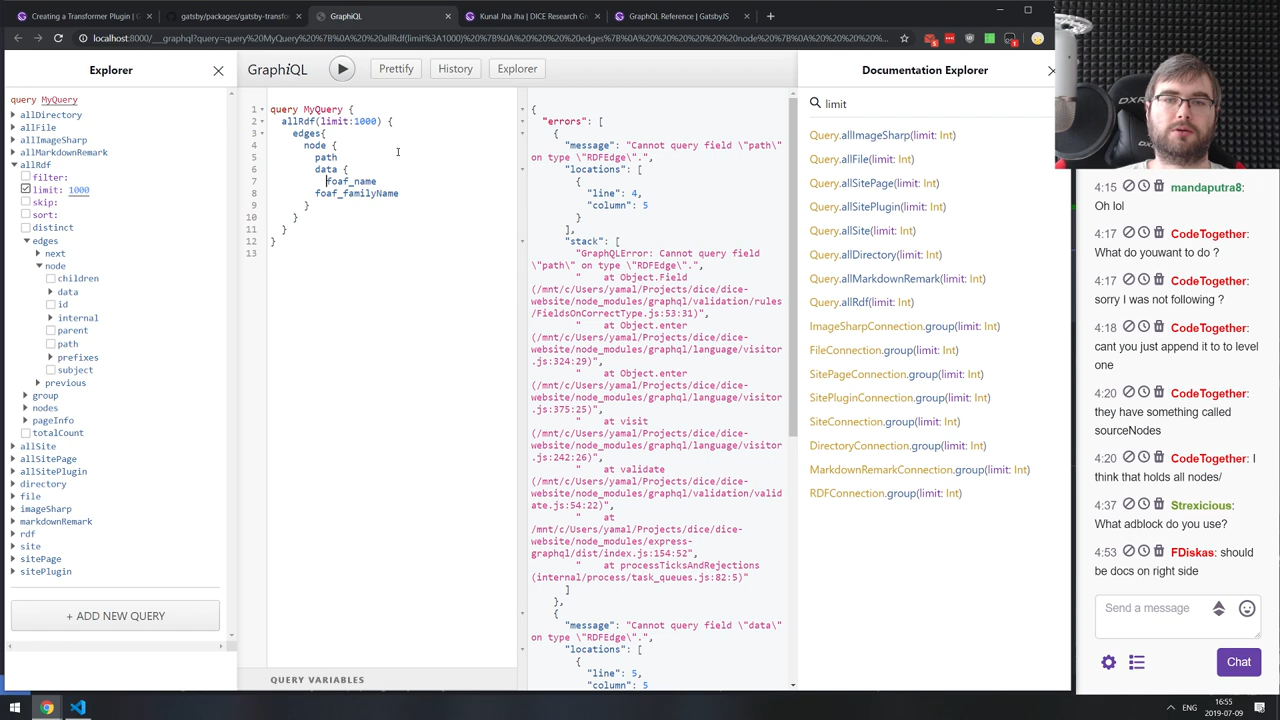 Creating a Transformer Plugin | G
gatsby/packages/gatsby-transfor
GraphiQL
Kunal Jha Jha | DICE Research Gr
GraphQL Reference | GatsbyJS
localhost:8000/___graphql?query=query%20MyQuery%20%7B%0A%20%20allRdf(limit%3A1000)%20%7B%0A%20%20%20%20edges%7B%0A%20%20%20%20%20%20node%20%7B%0A%20%20%20%20%20%20%20%20...
Explorer
GraphiQL
Prettify
History
Explorer
Documentation Explorer
query MyQuery
allDirectory
allFile
allImageSharp
allMarkdownRemark
allRdf
filter:
limit: 1000
skip:
sort:
distinct
edges
next
node
children
data
id
internal
parent
path
prefixes
subject
previous
group
nodes
pageInfo
totalCount
allSite
allSitePage
allSitePlugin
directory
file
imageSharp
markdownRemark
rdf
site
sitePage
sitePlugin
+ ADD NEW QUERY
1 query MyQuery {
2 allRdf(limit:1000) {
3 edges{
4 node {
5 path
6 data {
7 foaf_name
8 foaf_familyName
9 }
10 }
11 }
12 }
13
QUERY VARIABLES
{
"errors": [
{
"message": "Cannot query field \"path\"
on type \"RDFEdge\".",
"locations": [
{
"line": 4,
"column": 5
}
],
"stack": [
"GraphQLError: Cannot query field
\"path\" on type \"RDFEdge\".",
" at Object.Field
(/mnt/c/Users/yamal/Projects/dice/dice-
website/node_modules/graphql/validation/rules
/FieldsOnCorrectType.js:53:31)",
" at Object.enter
(/mnt/c/Users/yamal/Projects/dice/dice-
website/node_modules/graphql/language/visitor
.js:324:29)",
" at Object.enter
(/mnt/c/Users/yamal/Projects/dice/dice-
website/node_modules/graphql/language/visitor
.js:375:25)",
" at visit
(/mnt/c/Users/yamal/Projects/dice/dice-
website/node_modules/graphql/language/visitor
.js:242:26)",
" at validate
(/mnt/c/Users/yamal/Projects/dice/dice-
website/node_modules/graphql/validation/valid
ate.js:54:22)",
" at
/mnt/c/Users/yamal/Projects/dice/dice-
website/node_modules/express-
graphql/dist/index.js:154:52",
" at processTicksAndRejections
(internal/process/task_queues.js:82:5)"
]
},
{
"message": "Cannot query field \"data\"
on type \"RDFEdge\".",
"locations": [
{
"line": 5,
"column": 5
limit
Query.allImageSharp(limit: Int)
Query.allFile(limit: Int)
Query.allSitePage(limit: Int)
Query.allSitePlugin(limit: Int)
Query.allSite(limit: Int)
Query.allDirectory(limit: Int)
Query.allMarkdownRemark(limit: Int)
Query.allRdf(limit: Int)
ImageSharpConnection.group(limit: Int)
FileConnection.group(limit: Int)
SitePageConnection.group(limit: Int)
SitePluginConnection.group(limit: Int)
SiteConnection.group(limit: Int)
DirectoryConnection.group(limit: Int)
MarkdownRemarkConnection.group(limit: Int)
RDFConnection.group(limit: Int)
DXR
4:15 mandaputra8:
Oh lol
4:17 CodeTogether:
What do youwant to do ?
4:17 CodeTogether:
sorry I was not following ?
4:18 CodeTogether:
cant you just append it to to level
one
4:20 CodeTogether:
they have something called
sourceNodes
4:20 CodeTogether: I
think that holds all nodes/
4:37 Strexicious:
What adblock do you use?
4:53 FDiskas: should
be docs on right side
Send a message
Chat
ENG
16:55
2019-07-09